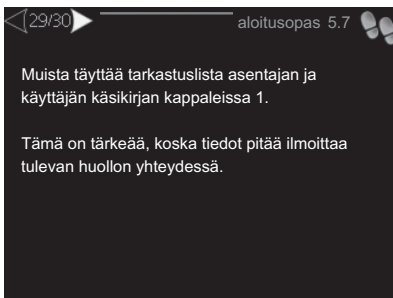 29/30
aloitusopas 5.7
Muista täyttää tarkastuslista asentajan ja
käyttäjän käsikirjan kappaleissa 1.
Tämä on tärkeää, koska tiedot pitää ilmoittaa
tulevan huollon yhteydessä.